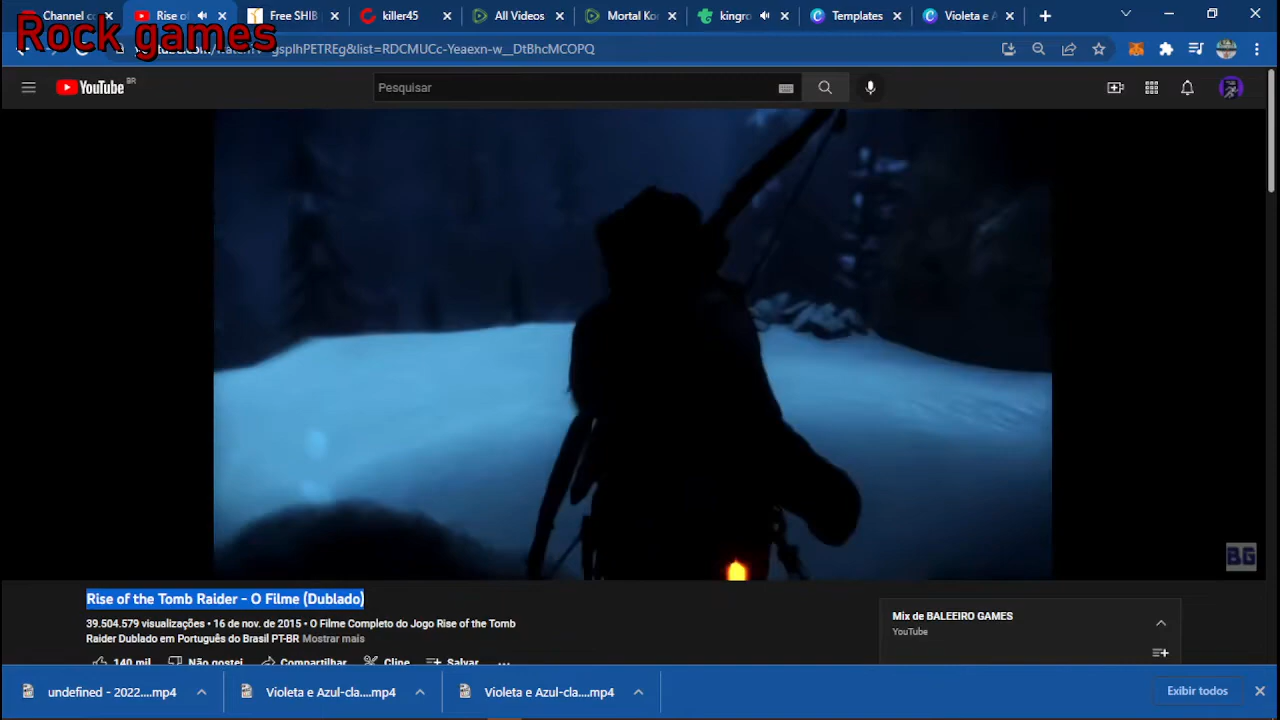 Channel co
Rise of
Free SHIB
killer45
All Videos
Mortal Ko
kingro
Templates
Violeta e A
Rock games
gsplhPETREg&list=RDCMUCc-Yeaexn-w_DtBhcMCOPQ
YouTube BR
Pesquisar
BG
Rise of the Tomb Raider - O Filme (Dublado)
39.504.579 visualizações • 16 de nov. de 2015 • O Filme Completo do Jogo Rise of the Tomb
Raider Dublado em Português do Brasil PT-BR Mostrar mais
140 mil
Não gostei
Compartilhar
Clipe
Salvar
Mix de BALEEIRO GAMES
YouTube
undefined - 2022....mp4
Violeta e Azul-cla....mp4
Violeta e Azul-cla....mp4
Exibir todos